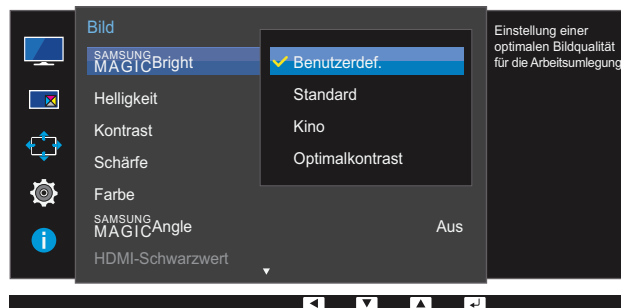 Bild
SAMSUNG
MAGICBright
Helligkeit
Kontrast
Schärfe
Farbe
SAMSUNG
MAGICAngle
Aus
HDMI-Schwarzwert
Benutzerdef.
Standard
Kino
Optimalkontrast
Einstellung einer
optimalen Bildqualität
für die Arbeitsumlegung